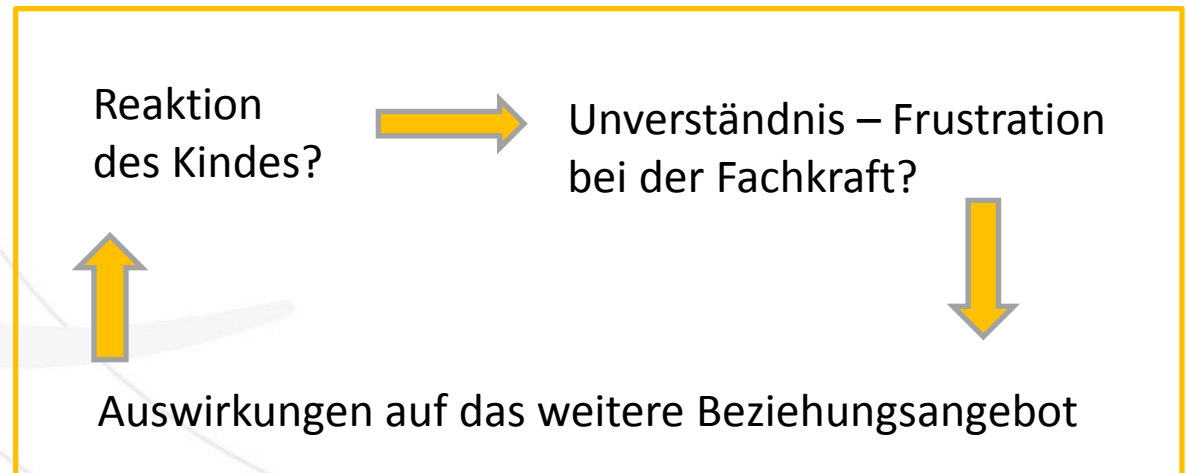 Reaktion
des Kindes?
Unverständnis – Frustration
bei der Fachkraft?
Auswirkungen auf das weitere Beziehungsangebot